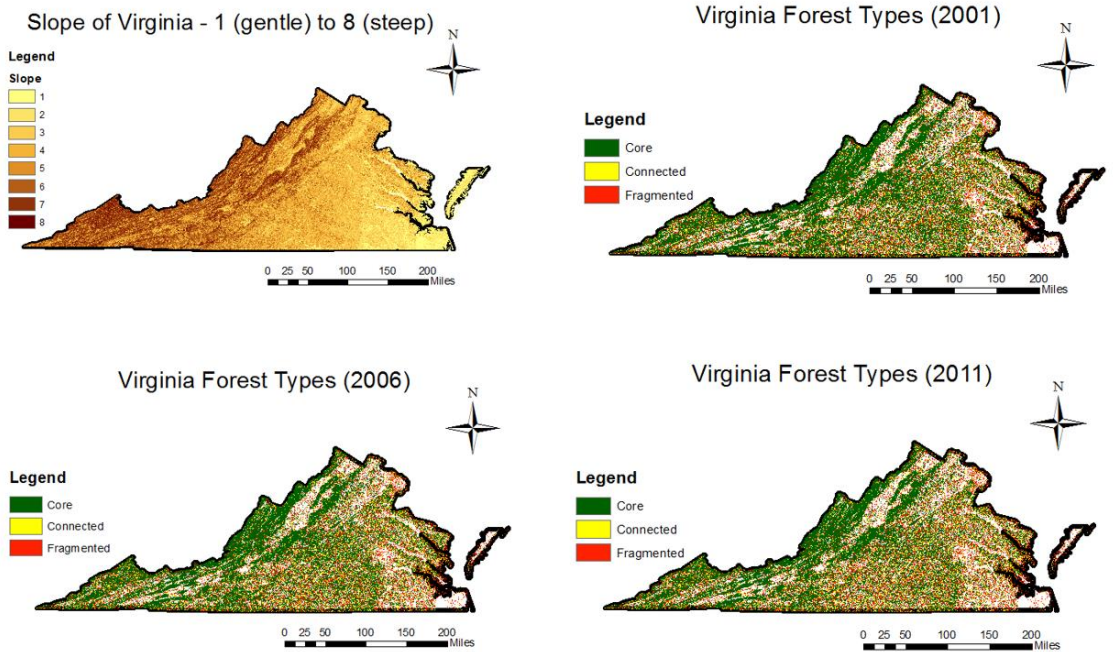 Slope of Virginia - 1 (gentle) to 8 (steep)
N
Legend
Slope
1
2
3
4
5
6
7
8
0 25 50 100 150 200
Miles
Virginia Forest Types (2001)
N
Legend
Core
Connected
Fragmented
0 25 50 100 150 200
Miles
Virginia Forest Types (2006)
N
Legend
Core
Connected
Fragmented
0 25 50 100 150 200
Miles
Virginia Forest Types (2011)
N
Legend
Core
Connected
Fragmented
0 25 50 100 150 200
Miles